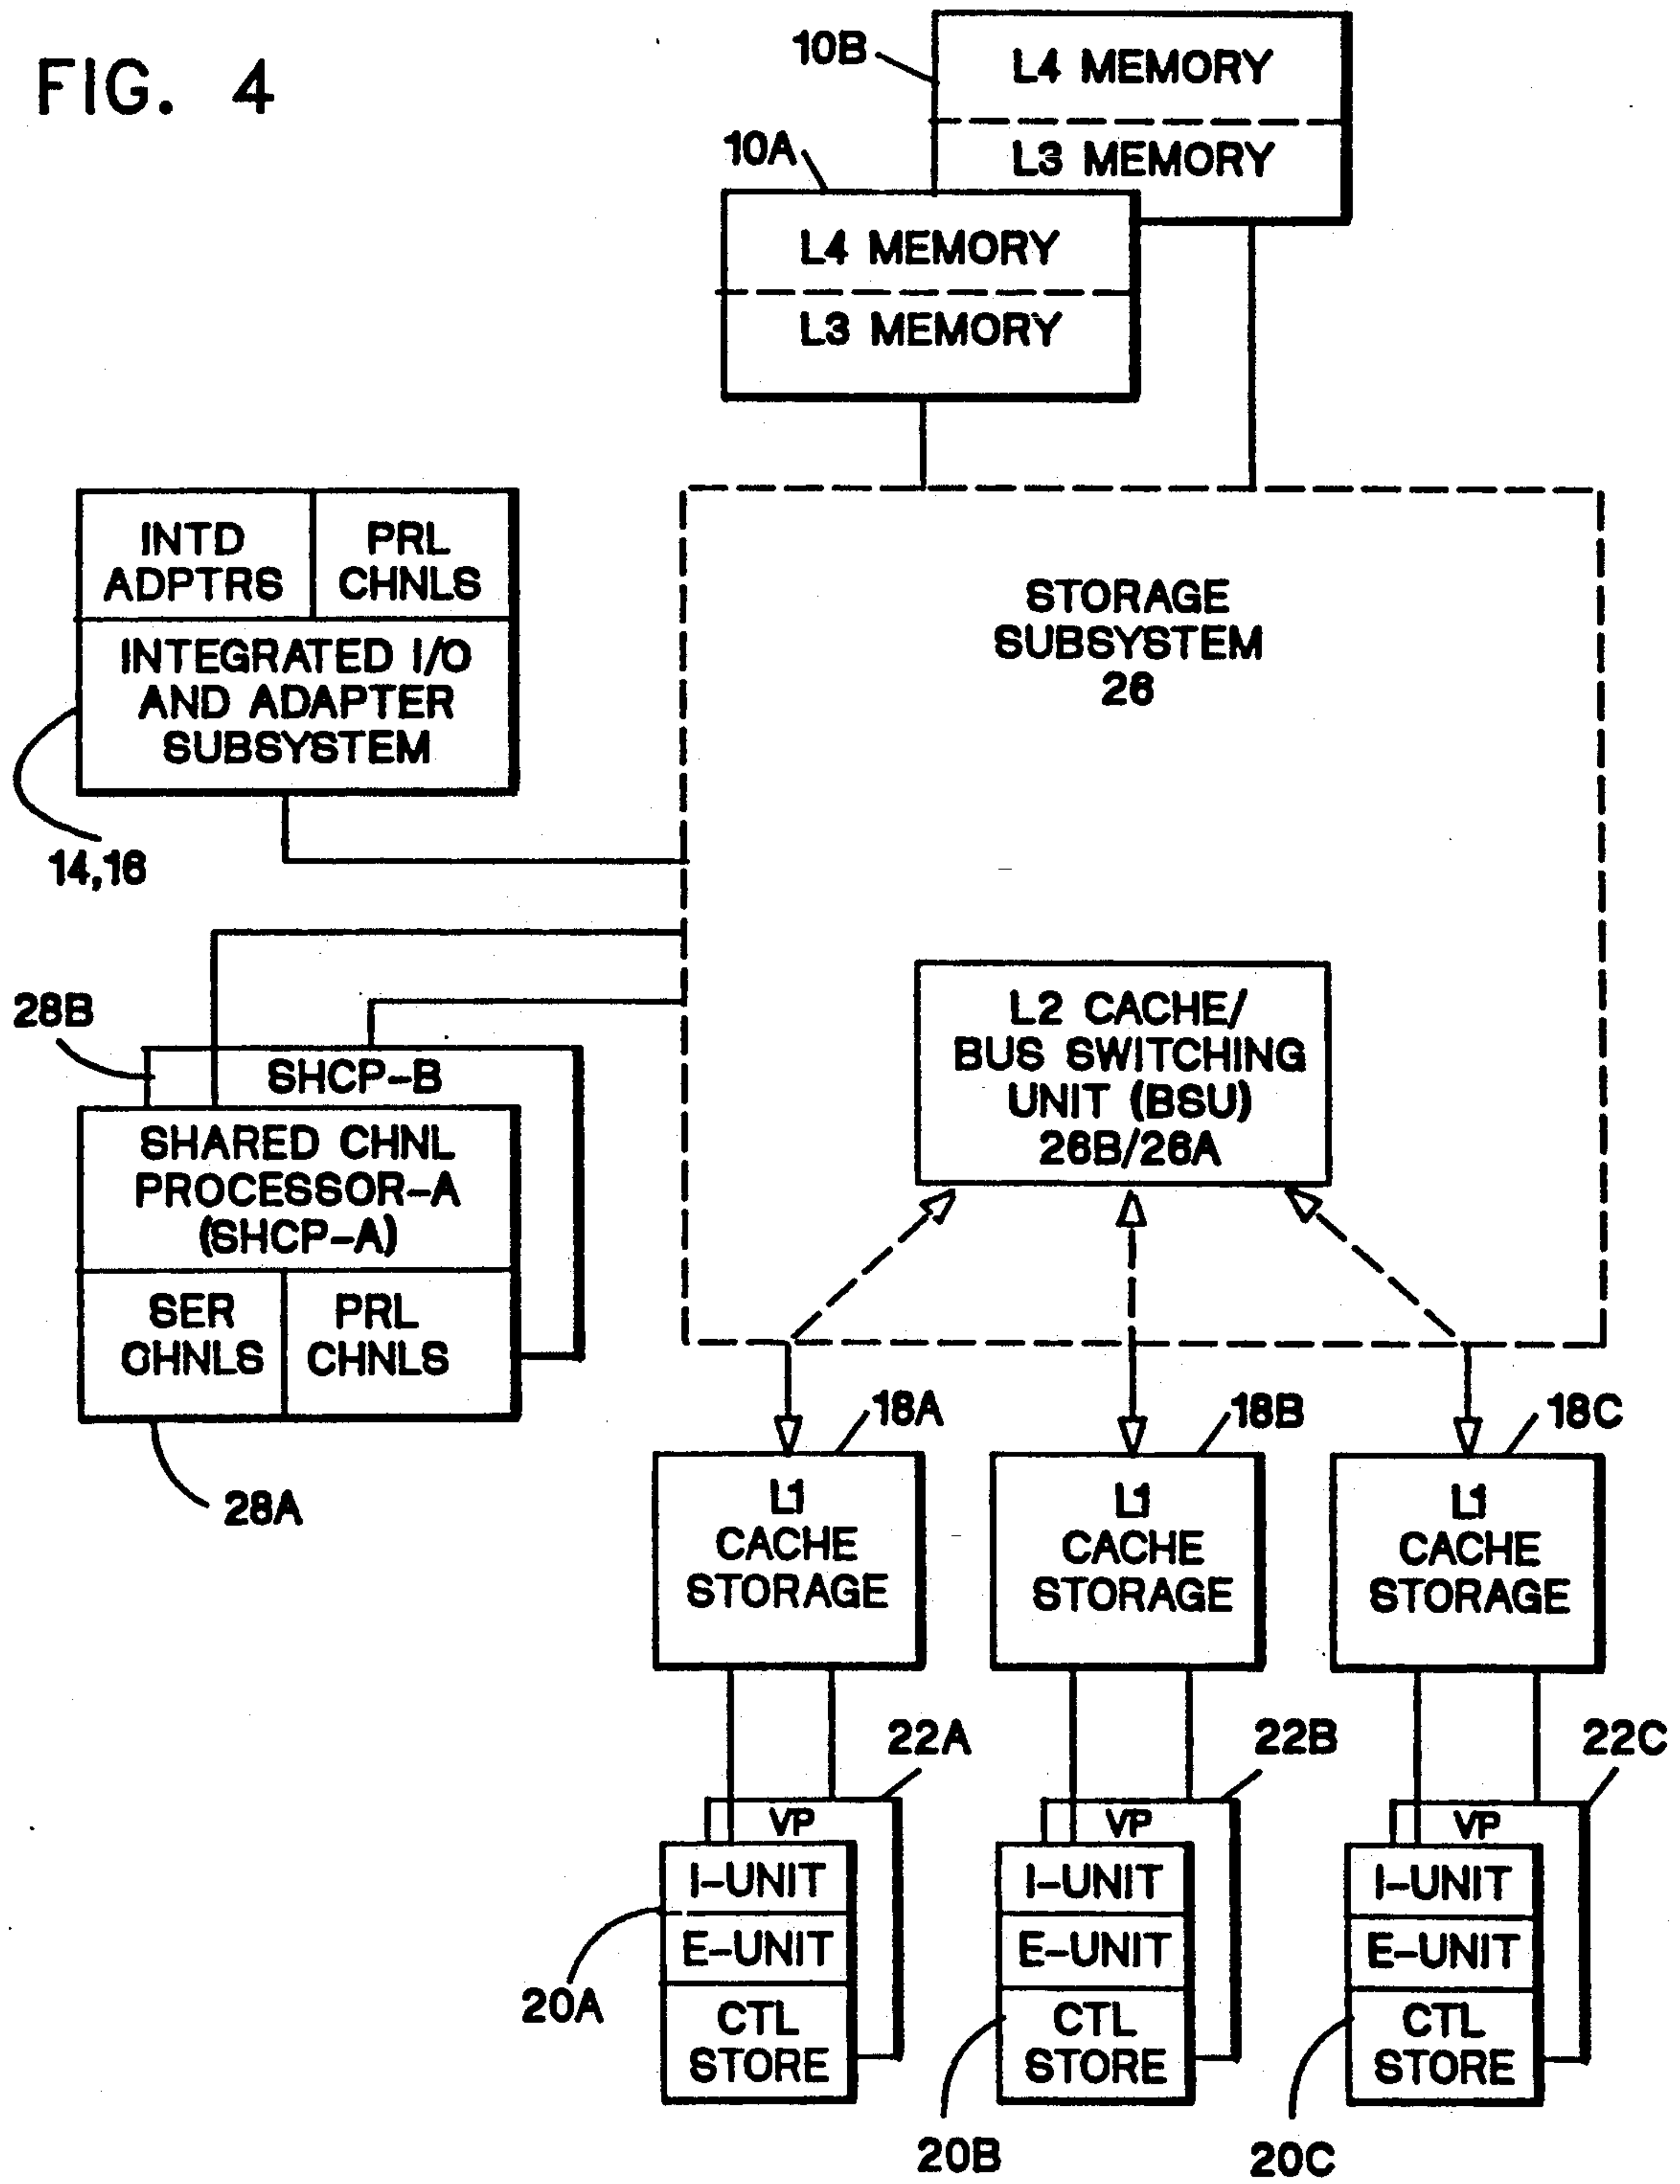 FIG. 4
10B
L4 MEMORY
L3 MEMORY
10A
L4 MEMORY
L3 MEMORY
INTD
ADPTRS
PRL
CHNLS
INTEGRATED I/O
AND ADAPTER
SUBSYSTEM
14,16
STORAGE
SUBSYSTEM
26
28B
SHCP-B
SHARED CHNL
PROCESSOR-A
(SHCP-A)
SER
CHNLS
PRL
CHNLS
28A
L2 CACHE/
BUS SWITCHING
UNIT (BSU)
26B/26A
18A
L1
CACHE
STORAGE
18B
L1
CACHE
STORAGE
18C
L1
CACHE
STORAGE
22A
VP
I-UNIT
E-UNIT
CTL
STORE
20A
22B
VP
I-UNIT
E-UNIT
CTL
STORE
20B
22C
VP
I-UNIT
E-UNIT
CTL
STORE
20C